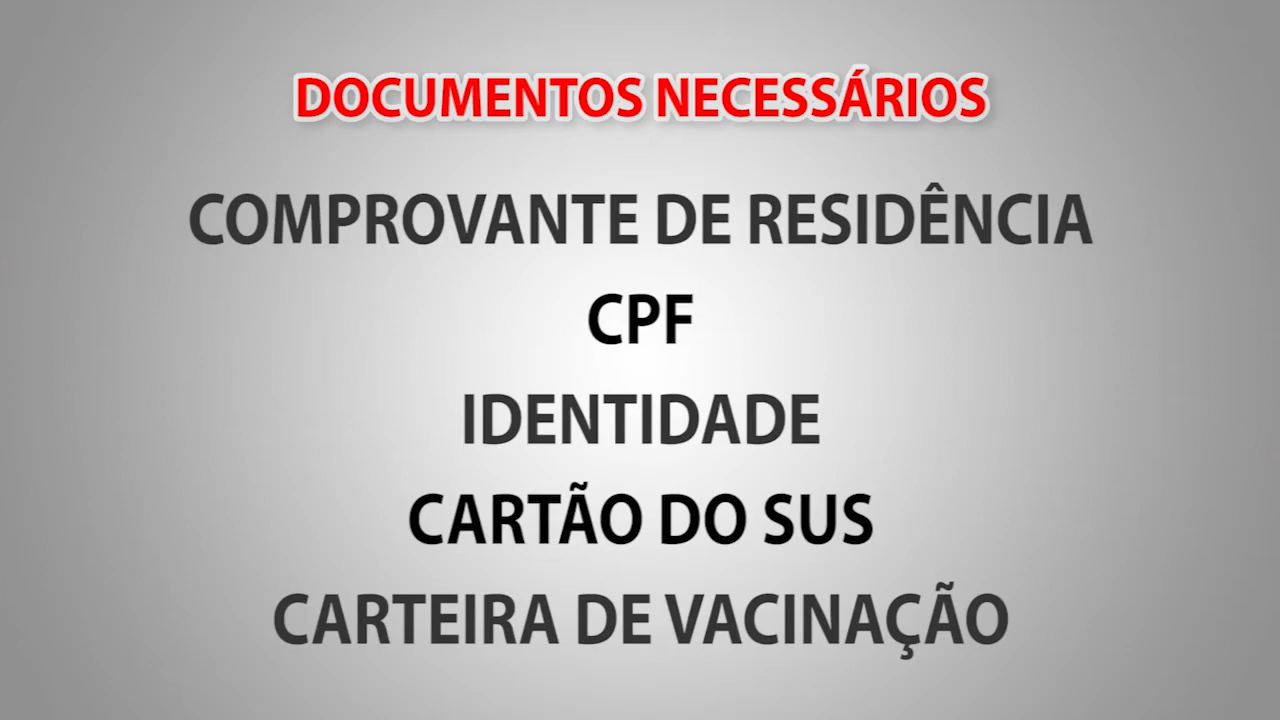 DOCUMENTOS NECESSÁRIOS
COMPROVANTE DE RESIDÊNCIA
CPF
IDENTIDADE
CARTÃO DO SUS
CARTEIRA DE VACINAÇÃO